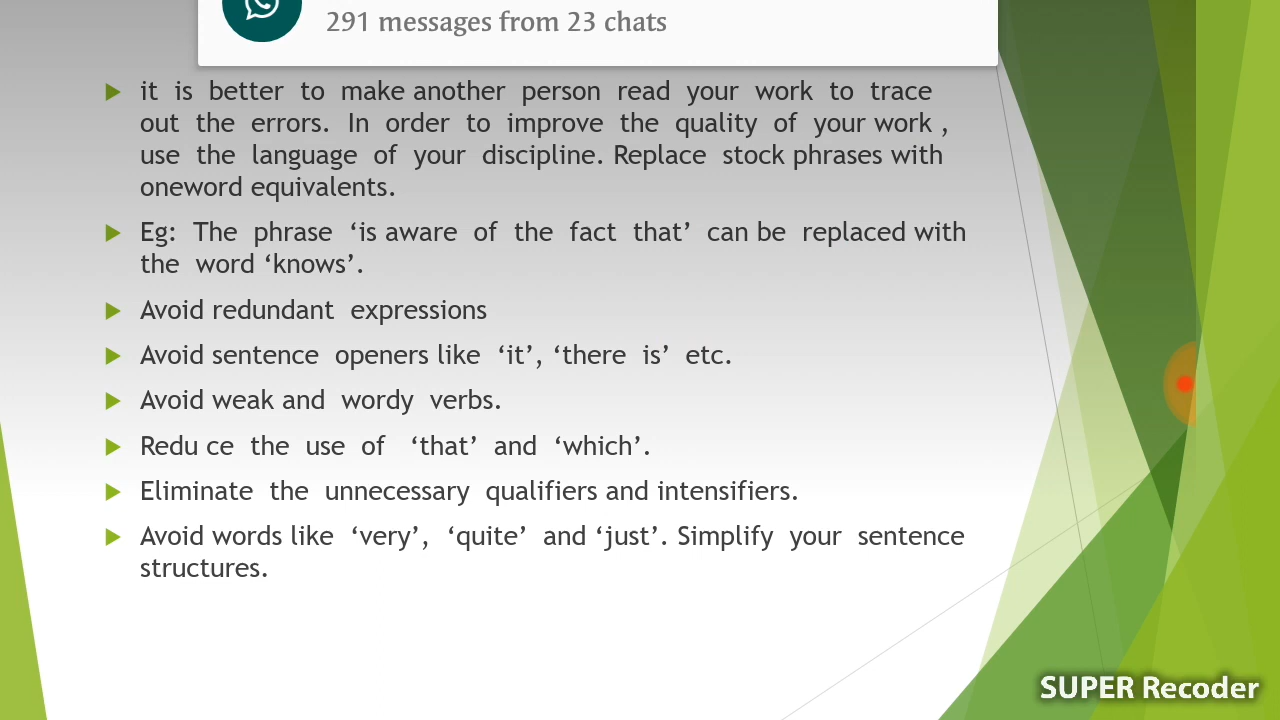 291 messages from 23 chats
it is better to make another person read your work to trace
out the errors. In order to improve the quality of your work ,
use the language of your discipline. Replace stock phrases with
oneword equivalents.
Eg: The phrase ‘is aware of the fact that’ can be replaced with
the word ‘knows’.
Avoid redundant expressions
Avoid sentence openers like ‘it’, ‘there is’ etc.
Avoid weak and wordy verbs.
Redu ce the use of ‘that’ and ‘which’.
Eliminate the unnecessary qualifiers and intensifiers.
Avoid words like ‘very’, ‘quite’ and ‘just’. Simplify your sentence
structures.
SUPER Recoder